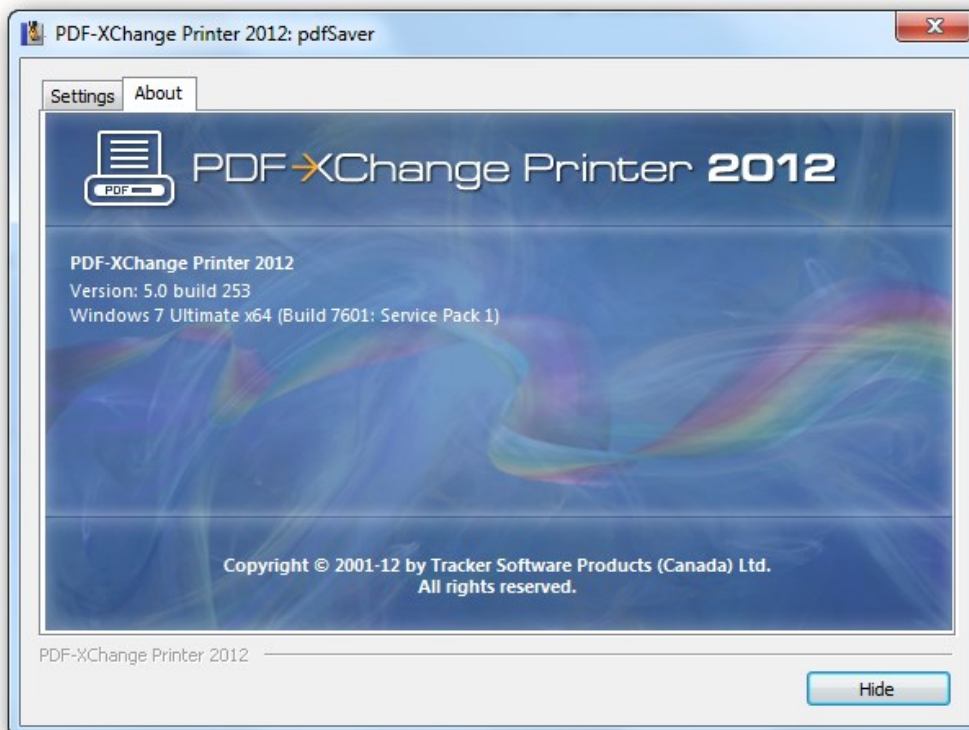 PDF-XChange Printer 2012: pdfSaver
Settings About
PDF
PDF-XChange Printer 2012
PDF-XChange Printer 2012
Version: 5.0 build 253
Windows 7 Ultimate x64 (Build 7601: Service Pack 1)
Copyright © 2001-12 by Tracker Software Products (Canada) Ltd.
All rights reserved.
PDF-XChange Printer 2012
Hide